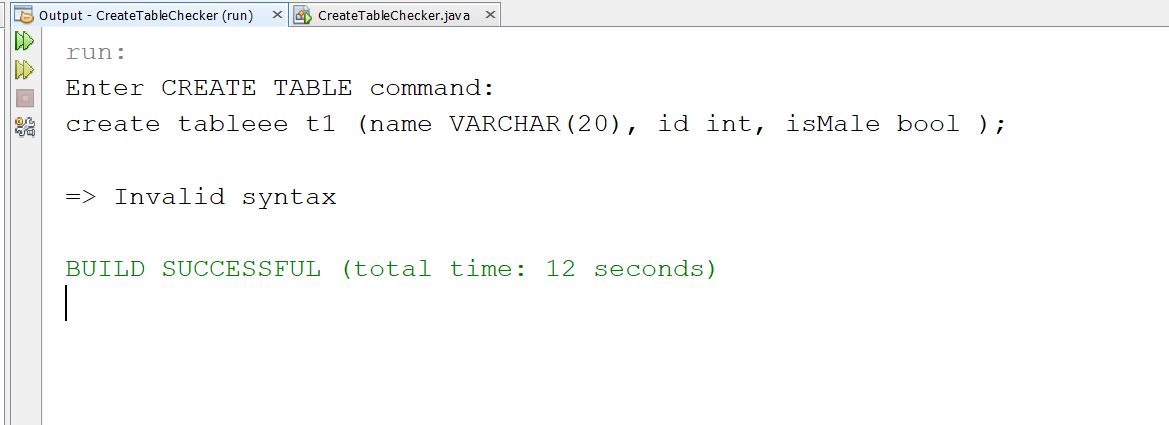 Output - CreateTableChecker (run) CreateTableChecker.java
run:
Enter CREATE TABLE command:
create tableee t1 (name VARCHAR(20), id int, isMale bool );
=> Invalid syntax
BUILD SUCCESSFUL (total time: 12 seconds)